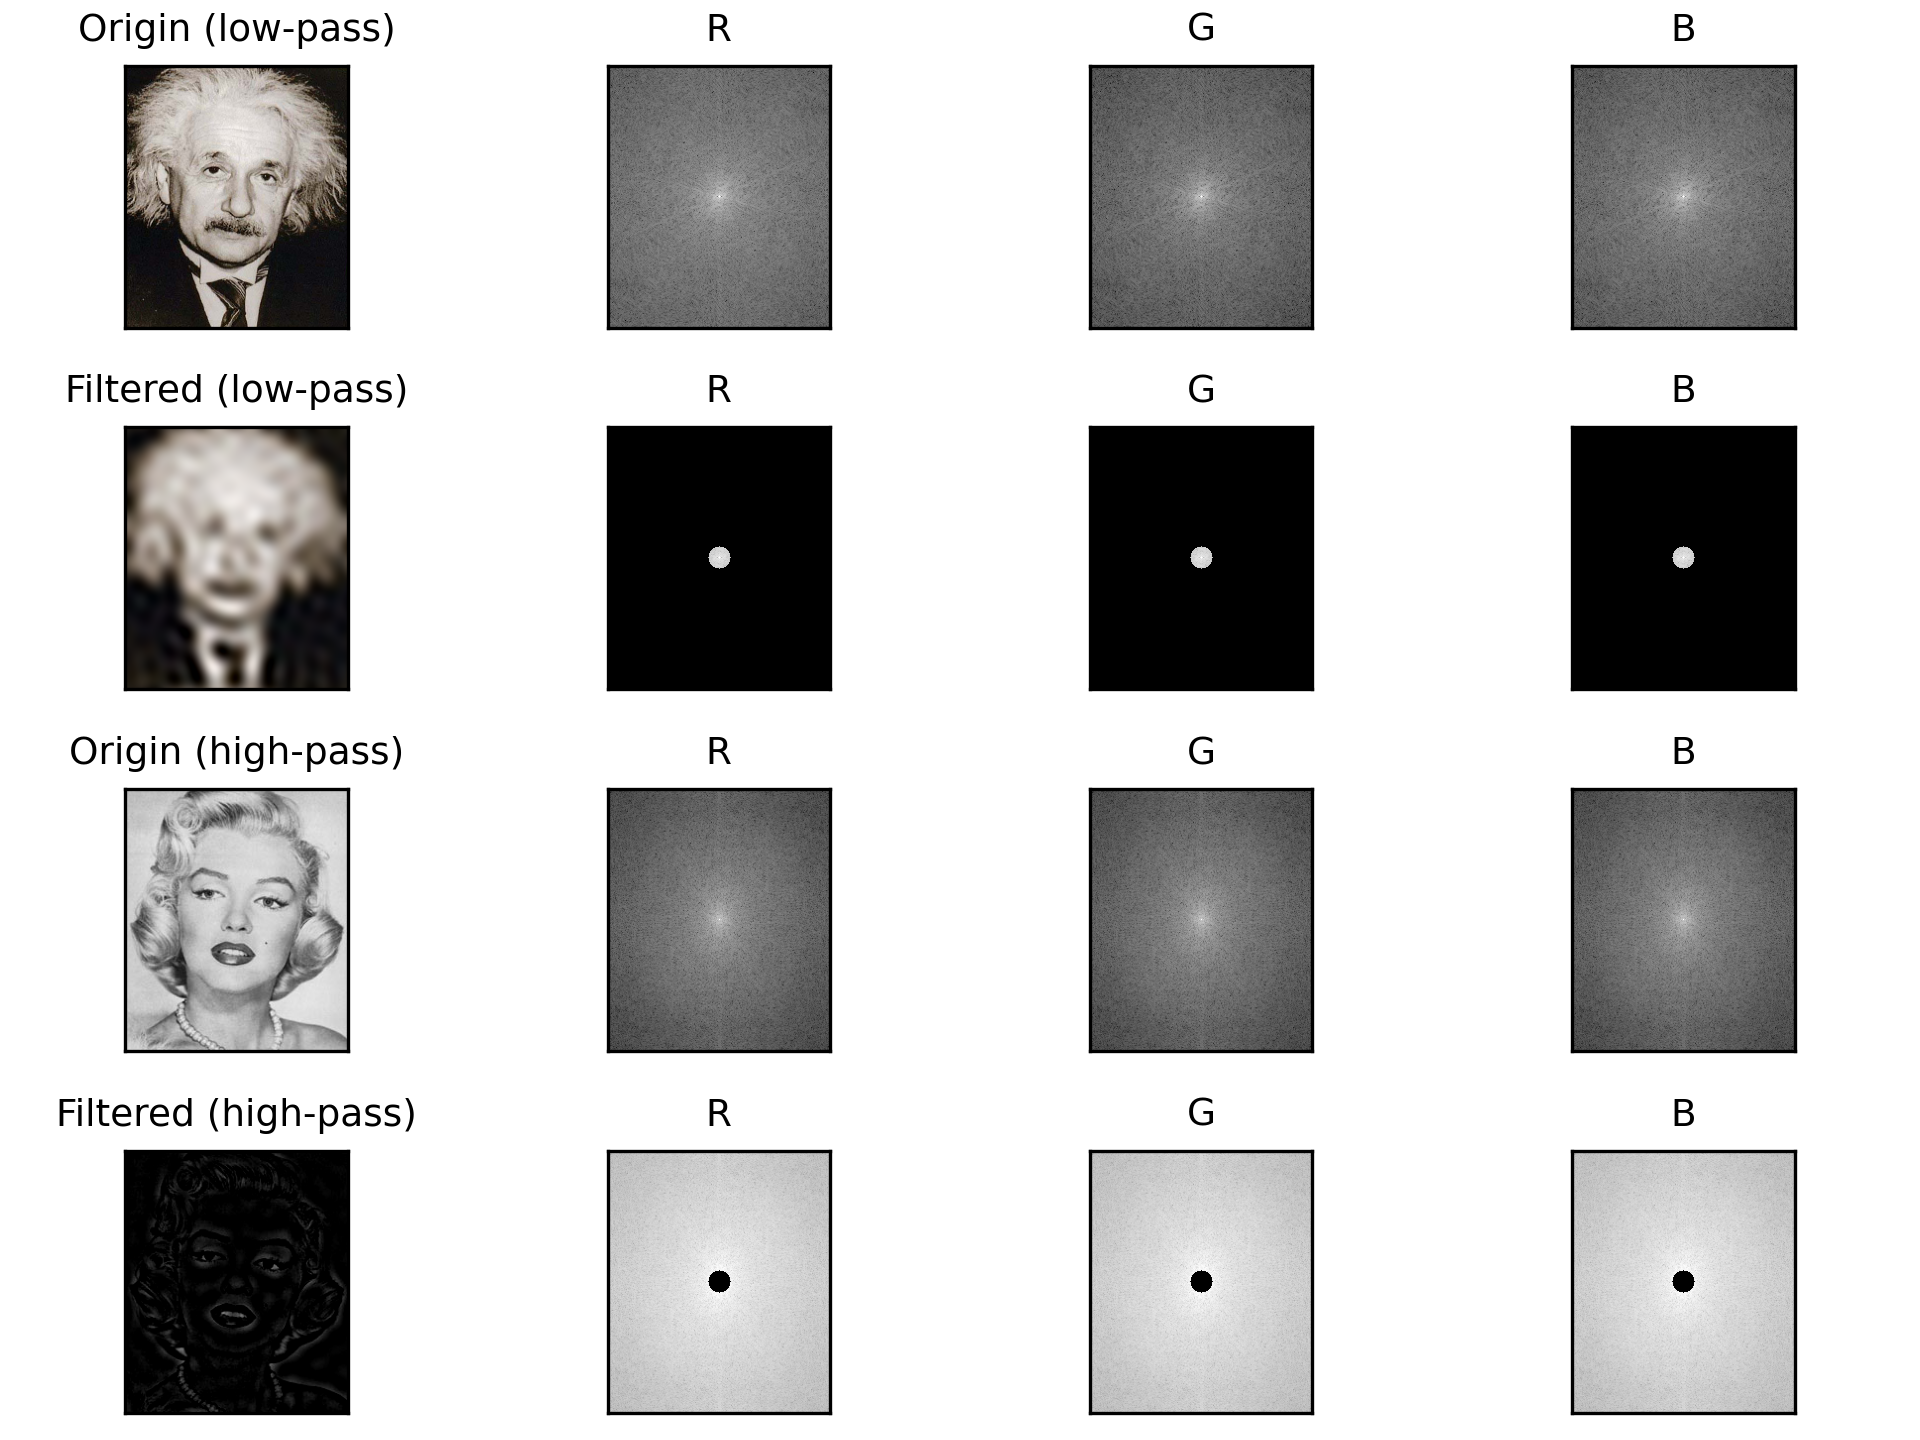 Origin (low-pass) R G B
Filtered (low-pass) R G B
Origin (high-pass) R G B
Filtered (high-pass) R G B